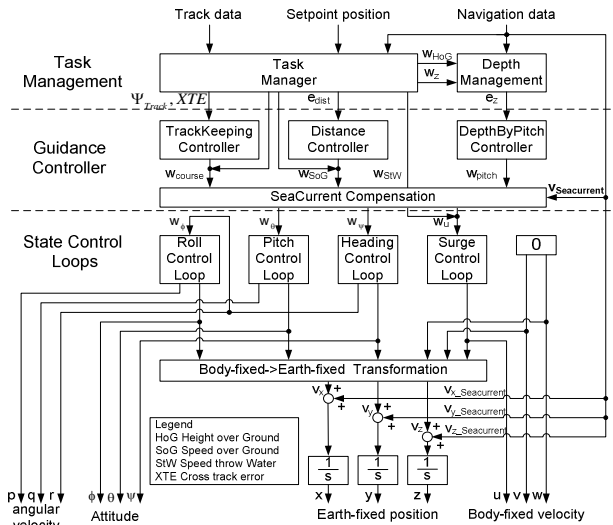 Track data
Setpoint position
Navigation data
Task
Management
Task
Manager
w_HoG
w_z
Depth
Management
Ψ_Track, XTE
e_dist
e_z
Guidance
Controller
TrackKeeping
Controller
Distance
Controller
DepthByPitch
Controller
w_course
w_SoG
w_StW
w_pitch
v_Seacurrent
SeaCurrent Compensation
State Control
Loops
w_ϕ
w_θ
w_ψ
w_u
Roll
Control
Loop
Pitch
Control
Loop
Heading
Control
Loop
Surge
Control
Loop
0
Body-fixed->Earth-fixed Transformation
v_x
+
+
v_x_Seacurrent
v_y
+
+
v_y_Seacurrent
v_z
+
+
v_z_Seacurrent
Legend
HoG Height over Ground
SoG Speed over Ground
StW Speed throw Water
XTE Cross track error
1/s
1/s
1/s
p q r
ϕ θ ψ
x
y
z
u v w
angular
velocity
Attitude
Earth-fixed position
Body-fixed velocity